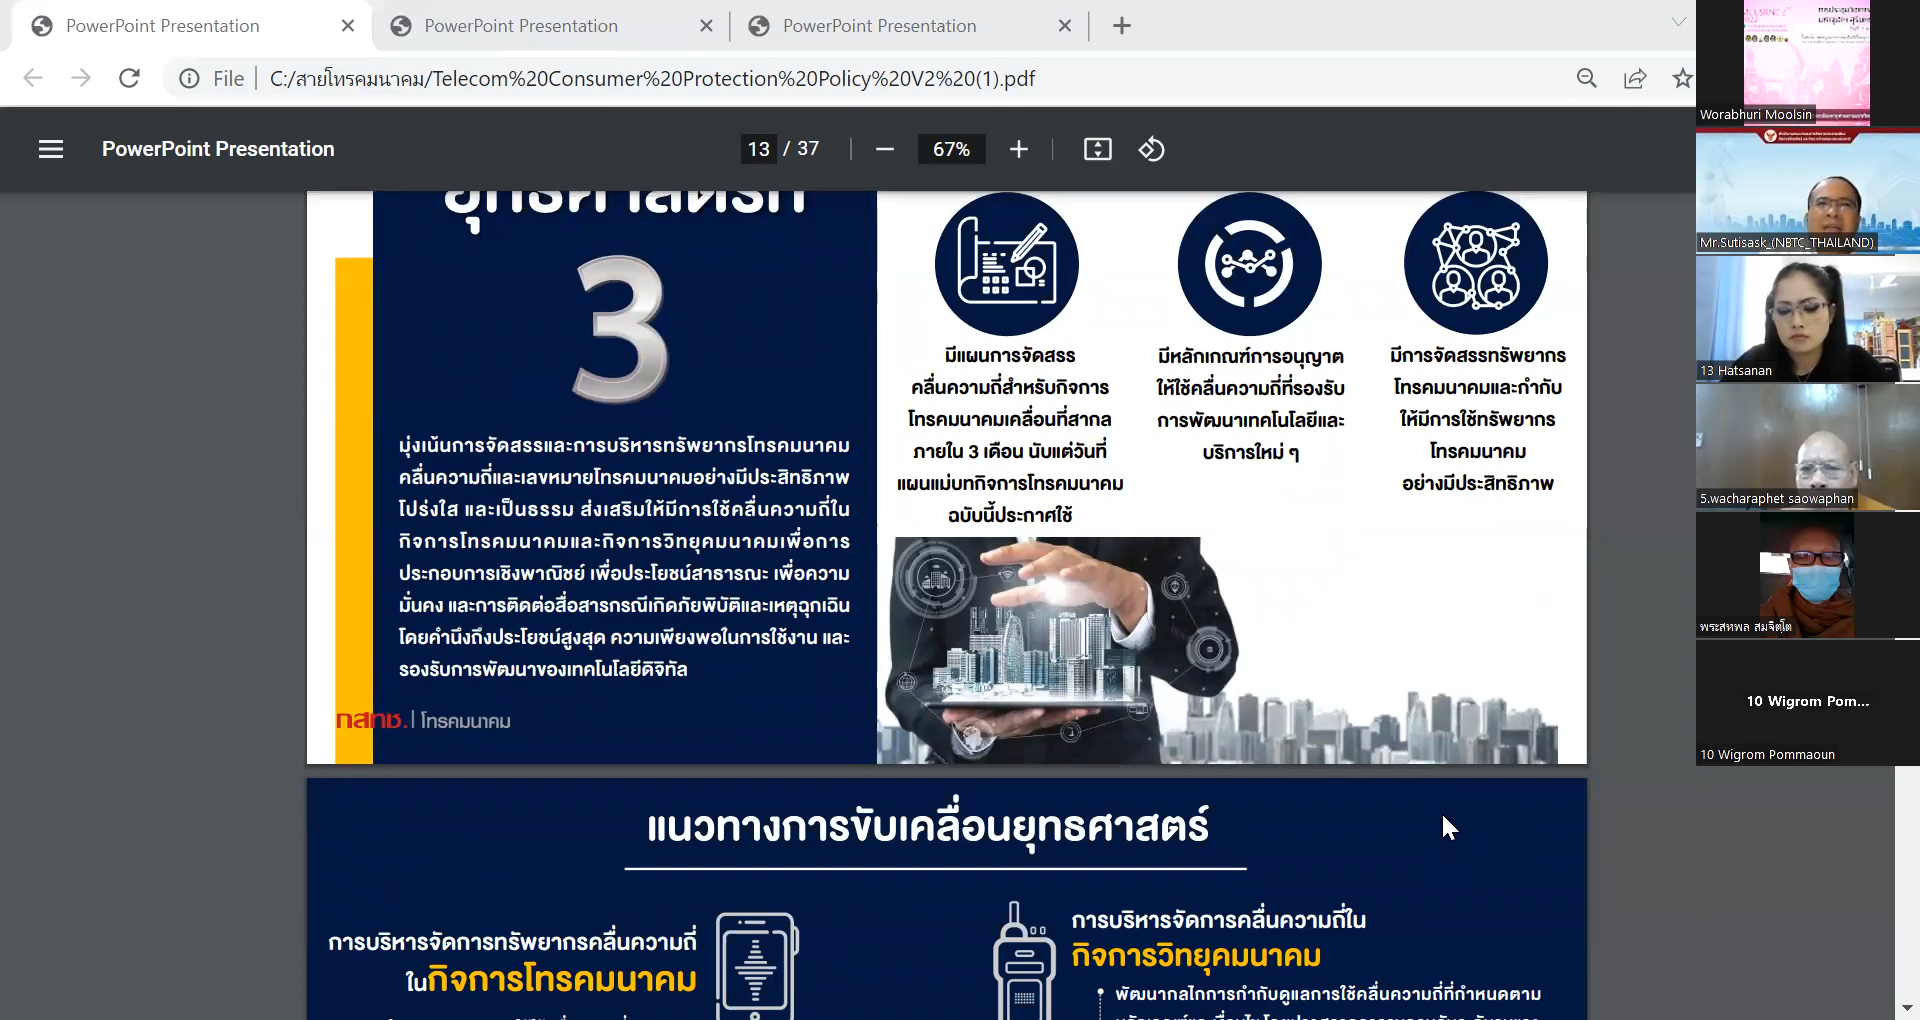 PowerPoint Presentation
PowerPoint Presentation
PowerPoint Presentation
File
C:/สายโทรคมนาคม/Telecom%20Consumer%20Protection%20Policy%20V2%20(1).pdf
PowerPoint Presentation
13 / 37
67%
ยุทธศาสตร์ที่
3
มุ่งเน้นการจัดสรรและการบริหารทรัพยากรโทรคมนาคม
คลื่นความถี่และเลขหมายโทรคมนาคมอย่างมีประสิทธิภาพ
โปร่งใส และเป็นธรรม ส่งเสริมให้มีการใช้คลื่นความถี่ใน
กิจการโทรคมนาคมและกิจการวิทยุคมนาคมเพื่อการ
ประกอบการเชิงพาณิชย์ เพื่อประโยชน์สาธารณะ เพื่อความ
มั่นคง และการติดต่อสื่อสารกรณีเกิดภัยพิบัติและเหตุฉุกเฉิน
โดยคำนึงถึงประโยชน์สูงสุด ความเพียงพอในการใช้งาน และ
รองรับการพัฒนาของเทคโนโลยีดิจิทัล
กสทช. | โทรคมนาคม
มีแผนการจัดสรร
คลื่นความถี่สำหรับกิจการ
โทรคมนาคมเคลื่อนที่สากล
ภายใน 3 เดือน นับแต่วันที่
แผนแม่บทกิจการโทรคมนาคม
ฉบับนี้ประกาศใช้
มีหลักเกณฑ์การอนุญาต
ให้ใช้คลื่นความถี่ที่รองรับ
การพัฒนาเทคโนโลยีและ
บริการใหม่ ๆ
มีการจัดสรรทรัพยากร
โทรคมนาคมและกำกับ
ให้มีการใช้ทรัพยากร
โทรคมนาคม
อย่างมีประสิทธิภาพ
แนวทางการขับเคลื่อนยุทธศาสตร์
การบริหารจัดการทรัพยากรคลื่นความถี่
ในกิจการโทรคมนาคม
การบริหารจัดการคลื่นความถี่ใน
กิจการวิทยุคมนาคม
พัฒนากลไกการกำกับดูแลการใช้คลื่นความถี่ที่กำหนดตาม
Worabhuri Moolsin
Mr.Sutisask_(NBTC_THAILAND)
13 Hatsanan
5.wacharaphet saowaphan
พระสหพล สมจิตฺโต
10 Wigrom Pom...
10 Wigrom Pommaoun